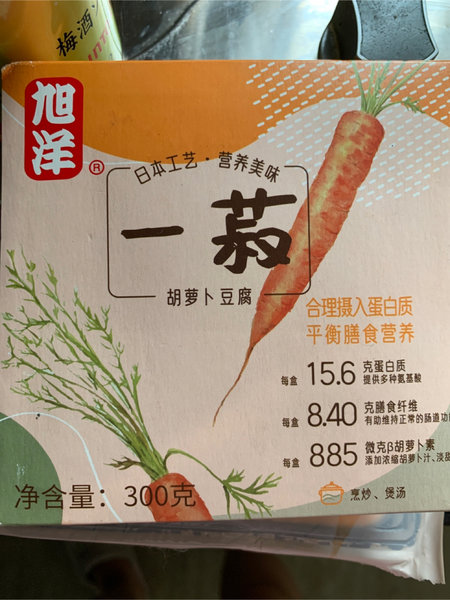 梅酒
旭洋
®
日本工艺·营养美味
一菽
胡萝卜豆腐
合理摄入蛋白质
平衡膳食营养
每盒 15.6 克蛋白质
提供多种氨基酸
每盒 8.40 克膳食纤维
有助维持正常的肠道功
每盒 885 微克β胡萝卜素
添加浓缩胡萝卜汁、淡
净含量：300克
烹炒、煲汤